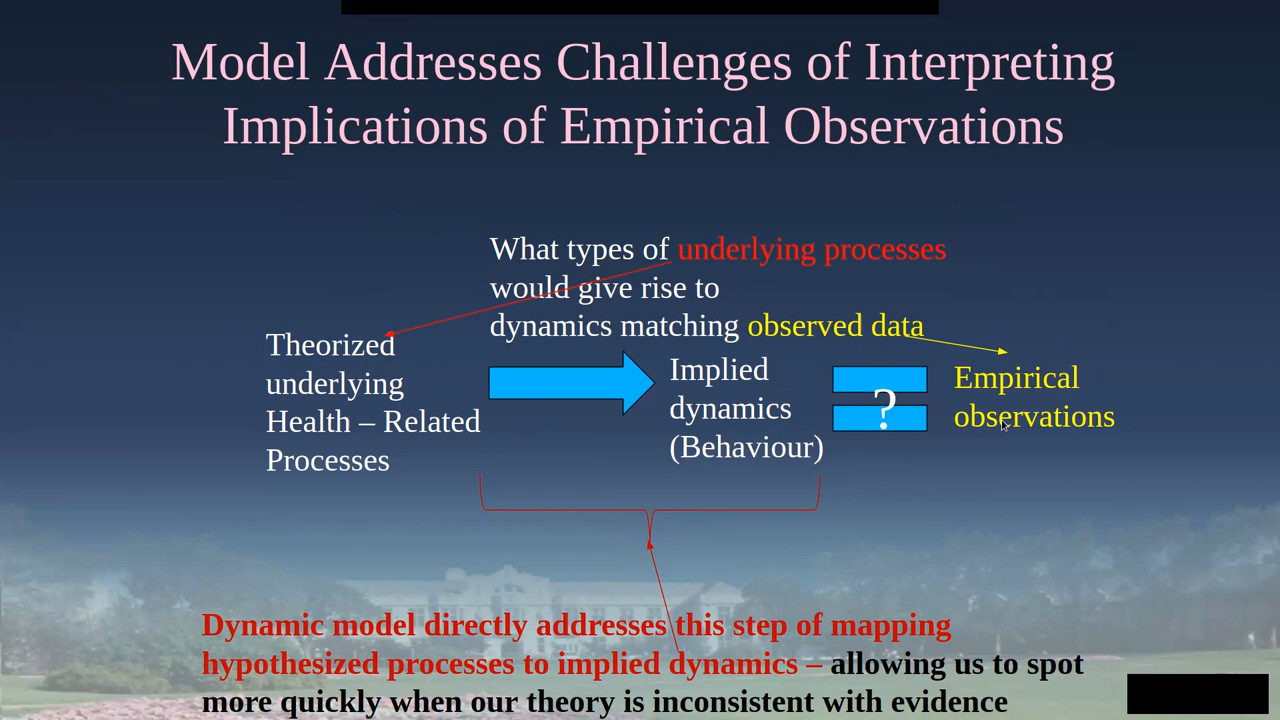 Model Addresses Challenges of Interpreting
Implications of Empirical Observations
What types of underlying processes
would give rise to
dynamics matching observed data
Theorized
underlying
Health – Related
Processes
Implied
dynamics
(Behaviour)
?
Empirical
observations
Dynamic model directly addresses this step of mapping
hypothesized processes to implied dynamics – allowing us to spot
more quickly when our theory is inconsistent with evidence